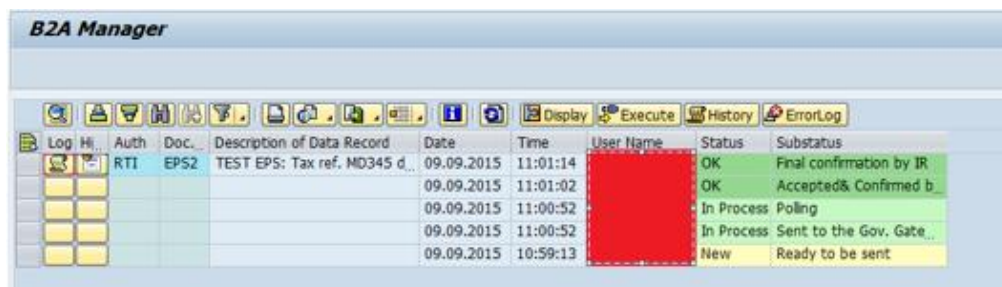 B2A Manager
Display Execute History ErrorLog
Log Hi.. Auth Doc.. Description of Data Record Date Time User Name Status Substatus
RTI EPS2 TEST EPS: Tax ref. MD345 d.. 09.09.2015 11:01:14 OK Final confirmation by IR
09.09.2015 11:01:02 OK Accepted& Confirmed b..
09.09.2015 11:00:52 In Process Polling
09.09.2015 11:00:52 In Process Sent to the Gov. Gate..
09.09.2015 10:59:13 New Ready to be sent